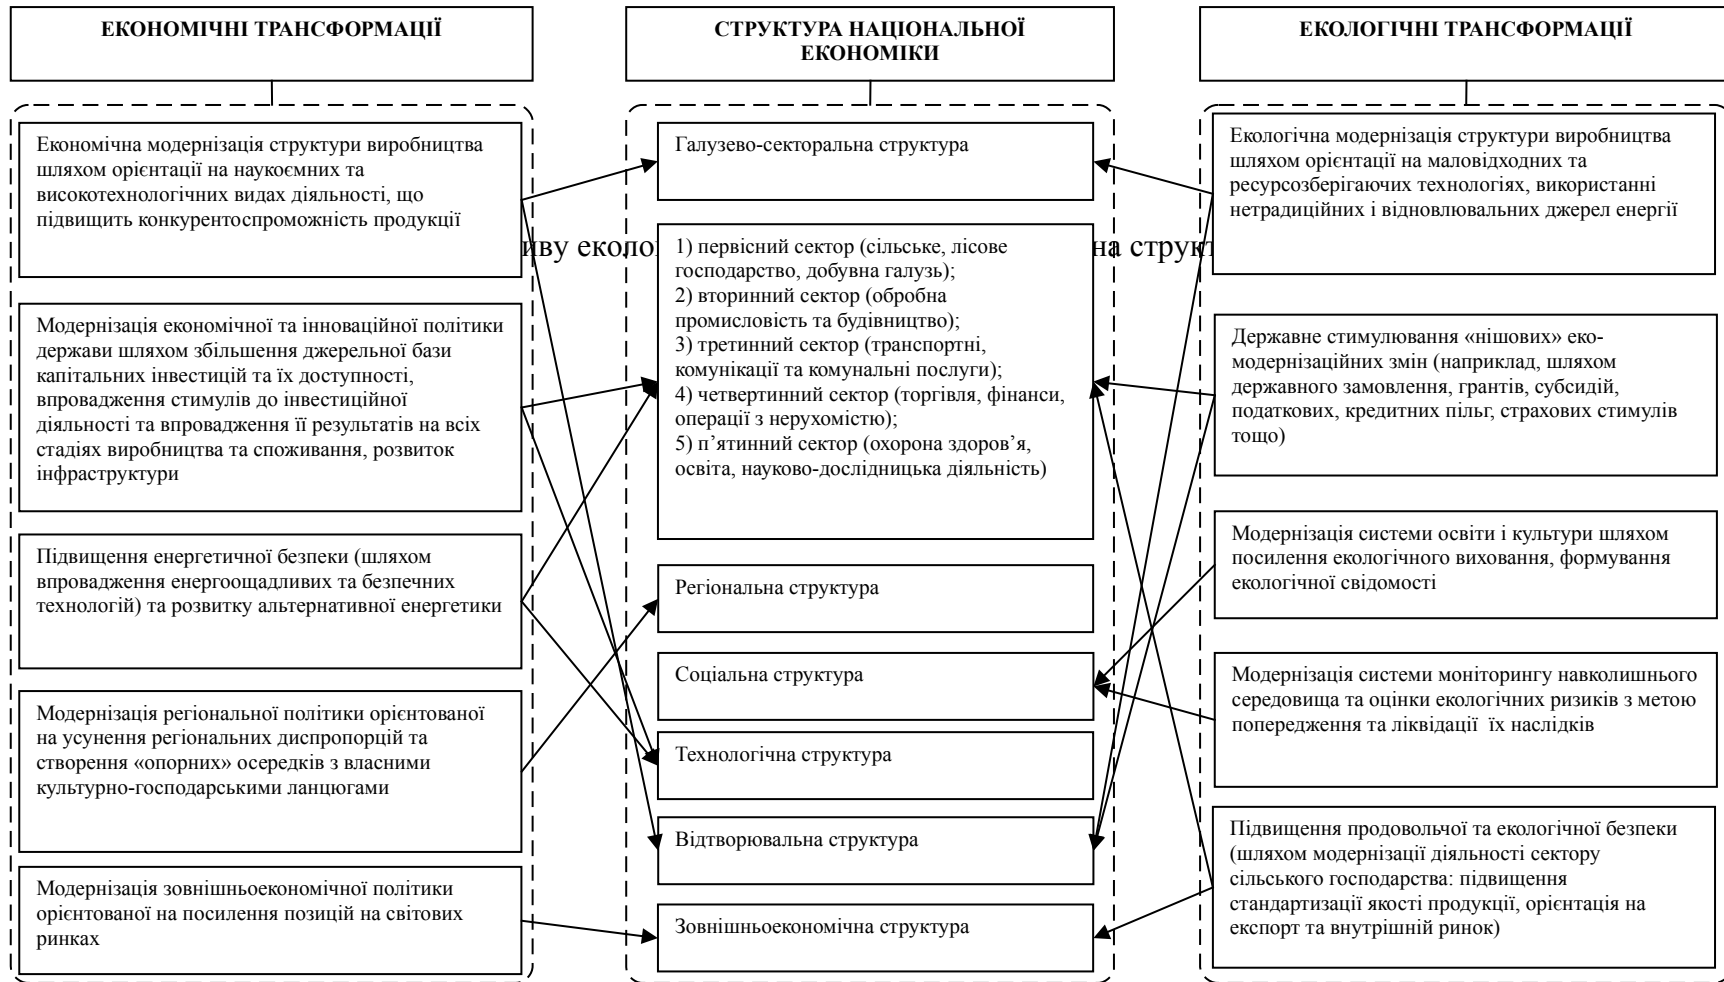 ЕКОНОМІЧНІ ТРАНСФОРМАЦІЇ
Економічна модернізація структури виробництва
шляхом орієнтації на наукоємних та
високотехнологічних видах діяльності, що
підвищить конкурентоспроможність продукції
Модернізація економічної та інноваційної політики
держави шляхом збільшення джерельної бази
капітальних інвестицій та їх доступності,
впровадження стимулів до інвестиційної
діяльності та впровадження її результатів на всіх
стадіях виробництва та споживання, розвиток
інфраструктури
Підвищення енергетичної безпеки (шляхом
впровадження енергоощадливих та безпечних
технологій) та розвитку альтернативної енергетики
Модернізація регіональної політики орієнтованої
на усунення регіональних диспропорцій та
створення «опорних» осередків з власними
культурно-господарськими ланцюгами
Модернізація зовнішньоекономічної політики
орієнтованої на посилення позицій на світових
ринках
СТРУКТУРА НАЦІОНАЛЬНОЇ
ЕКОНОМІКИ
Галузево-секторальна структура
1) первісний сектор (сільське, лісове
господарство, добувна галузь);
2) вторинний сектор (обробна
промисловість та будівництво);
3) третинний сектор (транспортні,
комунікації та комунальні послуги);
4) четвертинний сектор (торгівля, фінанси,
операції з нерухомістю);
5) п’ятинний сектор (охорона здоров’я,
освіта, науково-дослідницька діяльність)
Регіональна структура
Соціальна структура
Технологічна структура
Відтворювальна структура
Зовнішньоекономічна структура
ЕКОЛОГІЧНІ ТРАНСФОРМАЦІЇ
Екологічна модернізація структури виробництва
шляхом орієнтації на маловідходних та
ресурсозберігаючих технологіях, використанні
нетрадиційних і відновлювальних джерел енергії
Державне стимулювання «нішових» еко-
модернізаційних змін (наприклад, шляхом
державного замовлення, грантів, субсидій,
податкових, кредитних пільг, страхових стимулів
тощо)
Модернізація системи освіти і культури шляхом
посилення екологічного виховання, формування
екологічної свідомості
Модернізація системи моніторингу навколишнього
середовища та оцінки екологічних ризиків з метою
попередження та ліквідації їх наслідків
Підвищення продовольчої та екологічної безпеки
(шляхом модернізації діяльності сектору
сільського господарства: підвищення
стандартизації якості продукції, орієнтація на
експорт та внутрішній ринок)
на